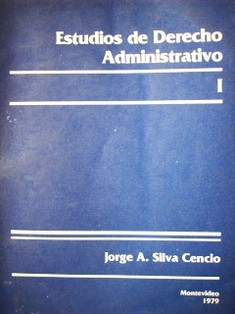 Estudios de Derecho
Administrativo
I
Jorge A. Silva Cencio
Montevideo
1979